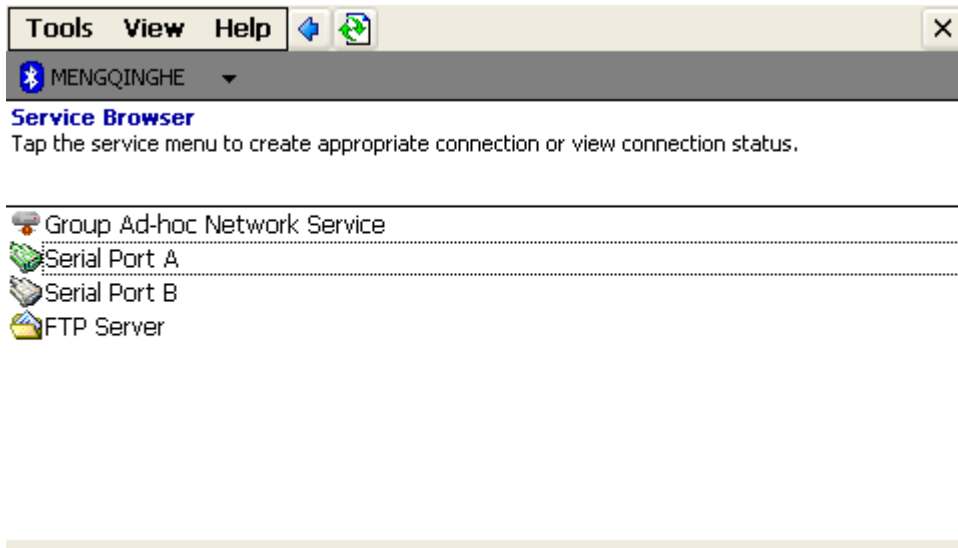 Tools View Help
MENGQINGHE
Service Browser
Tap the service menu to create appropriate connection or view connection status.
Group Ad-hoc Network Service
Serial Port A
Serial Port B
FTP Server